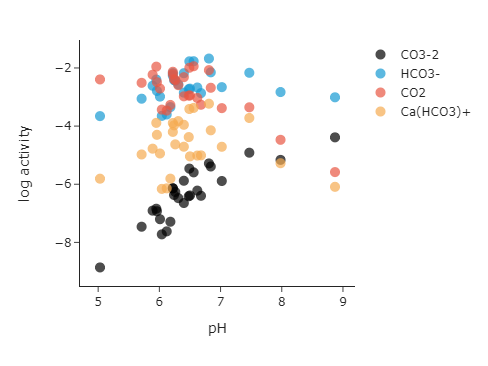 CO3-2
HCO3-
CO2
Ca(HCO3)+
−2
−4
−6
−8
log activity
5 6 7 8 9
pH